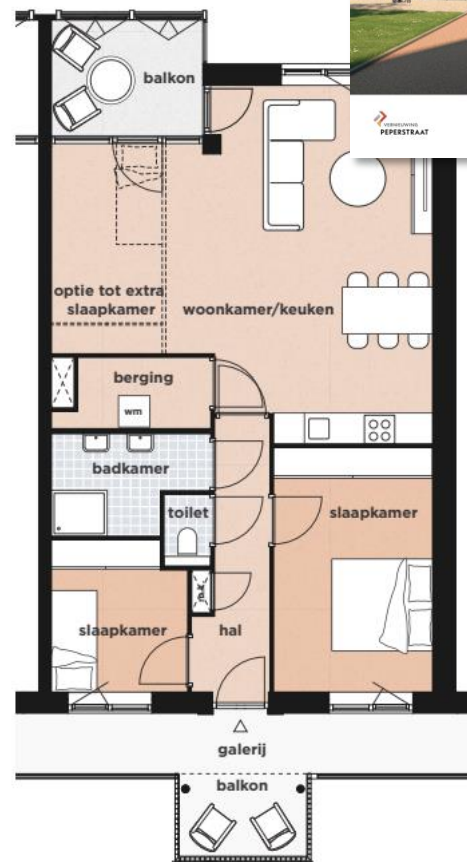 balkon
VERNIEUWING
PEPERSTRAAT
optie tot extra
slaapkamer
woonkamer/keuken
berging
wm
badkamer
toilet
slaapkamer
slaapkamer
hal
galerij
balkon